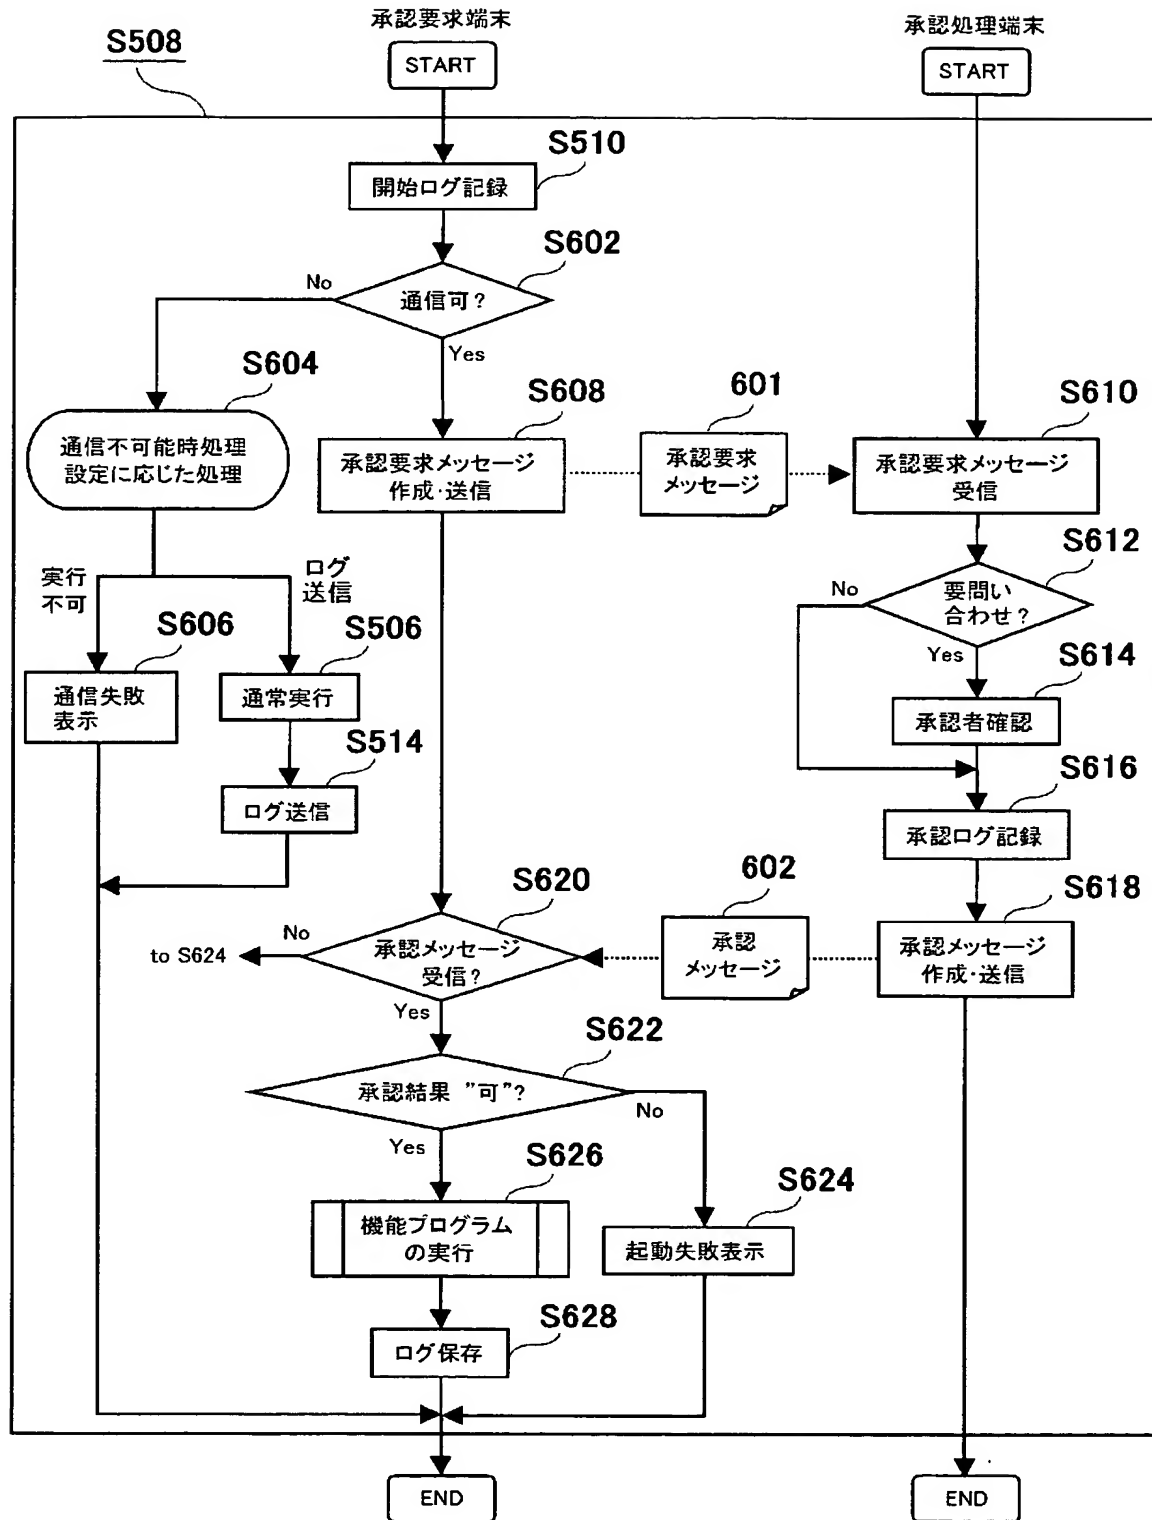 承認要求端末
承認処理端末
S508
START
START
S510
開始ログ記録
S602
No
通信可?
Yes
S604
S608
601
S610
通信不可能時処理
設定に応じた処理
承認要求メッセージ
作成・送信
承認要求
メッセージ
承認要求メッセージ
受信
S612
実行
不可
ログ
送信
No
要問い
合わせ?
S606
S506
Yes
S614
通信失敗
表示
通常実行
承認者確認
S514
S616
ログ送信
承認ログ記録
S620
602
S618
No
to S624
承認メッセージ
受信?
承認
メッセージ
承認メッセージ
作成・送信
Yes
S622
承認結果 ”可”?
No
Yes
S626
S624
機能プログラム
の実行
起動失敗表示
S628
ログ保存
END
END